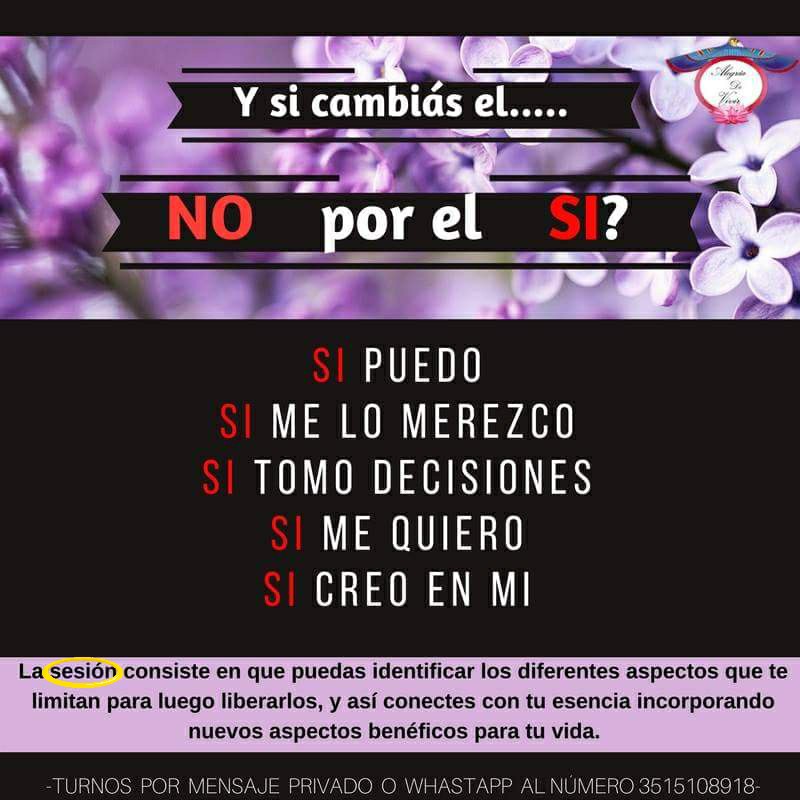 Y si cambiás el.....
Alegría
De
Vivir
NO por el SI?
SI PUEDO
SI ME LO MEREZCO
SI TOMO DECISIONES
SI ME QUIERO
SI CREO EN MI
La sesión consiste en que puedas identificar los diferentes aspectos que te
limitan para luego liberarlos, y así conectes con tu esencia incorporando
nuevos aspectos benéficos para tu vida.
-TURNOS POR MENSAJE PRIVADO O WHASTAPP AL NÚMERO 3515108918-